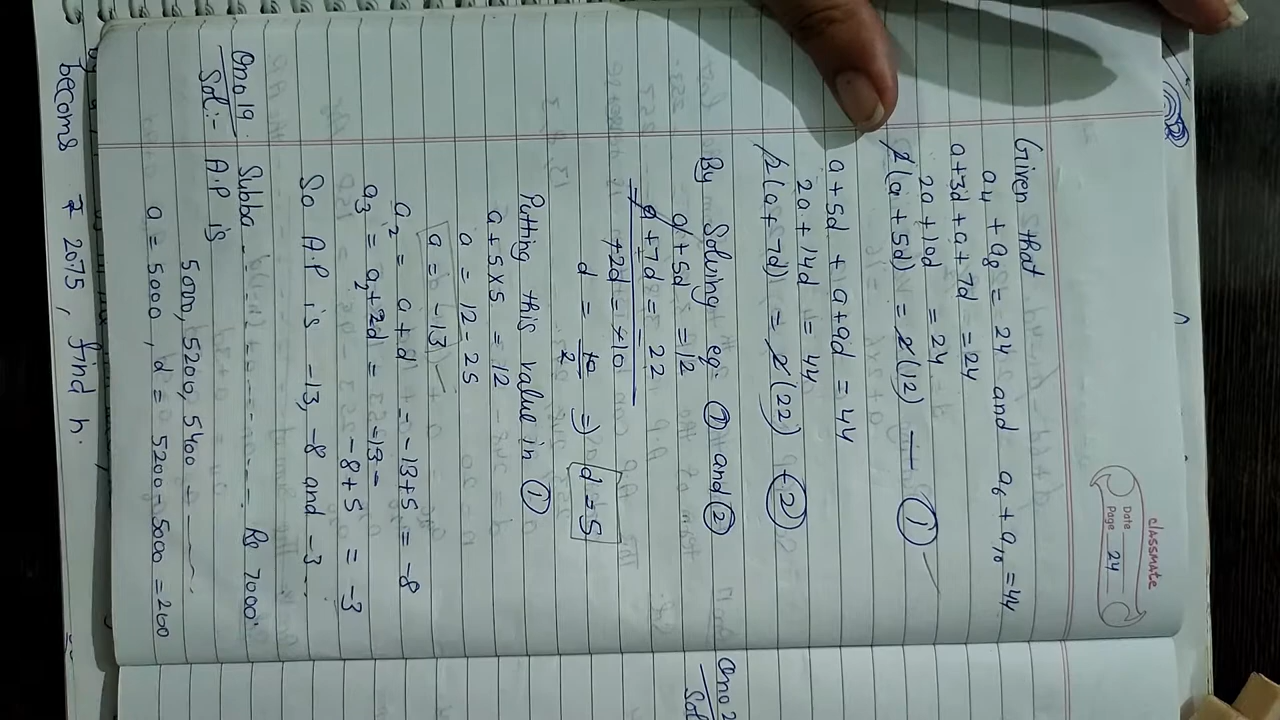 classmate
Date
Page 24
Given that
a4 + a8 = 24 and a6 + a10 = 44
a+3d+a+7d = 24
2a + 10d = 24
2(a + 5d) = 2(12) — ①
a + 5d + a + 9d = 44
2a + 14d = 44
2(a + 7d) = 2(22) — ②
By Solving eq. ① and ②
a + 5d = 12
a + 7d = 22
+2d = +10
d = 10/2 => d = 5
Putting this value in ①
a + 5×5 = 12
a = 12-25
a = -13
a2 = a + d = -13+5 = -8
-8+5 = -3
So A.P is -13, -8 and -3 ...
Qno 19. Subba ------- Rs 7000.
Sol:- A.P is
5000, 5200, 5400 -----
a = 5000, d = 5200-5000 = 200
becoms ₹ 2075, find n.
Qno 2
Sol